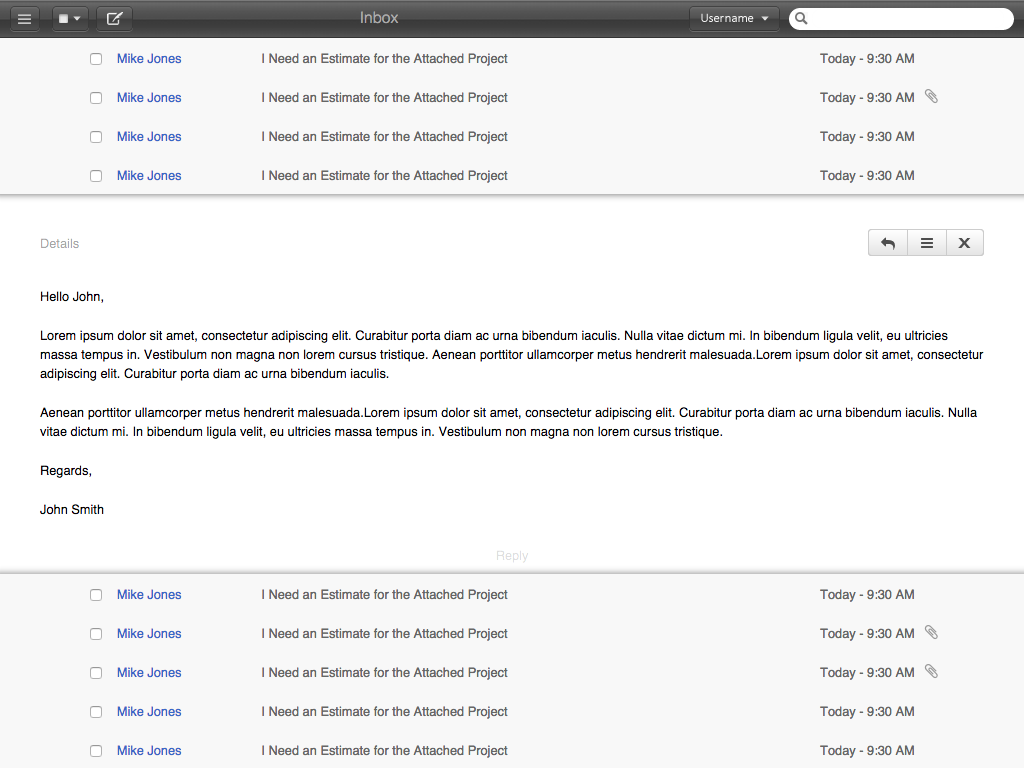 Inbox Username
Mike Jones I Need an Estimate for the Attached Project Today - 9:30 AM
Mike Jones I Need an Estimate for the Attached Project Today - 9:30 AM
Mike Jones I Need an Estimate for the Attached Project Today - 9:30 AM
Mike Jones I Need an Estimate for the Attached Project Today - 9:30 AM
Details
Hello John,
Lorem ipsum dolor sit amet, consectetur adipiscing elit. Curabitur porta diam ac urna bibendum iaculis. Nulla vitae dictum mi. In bibendum ligula velit, eu ultricies
massa tempus in. Vestibulum non magna non lorem cursus tristique. Aenean porttitor ullamcorper metus hendrerit malesuada.Lorem ipsum dolor sit amet, consectetur
adipiscing elit. Curabitur porta diam ac urna bibendum iaculis.
Aenean porttitor ullamcorper metus hendrerit malesuada.Lorem ipsum dolor sit amet, consectetur adipiscing elit. Curabitur porta diam ac urna bibendum iaculis. Nulla
vitae dictum mi. In bibendum ligula velit, eu ultricies massa tempus in. Vestibulum non magna non lorem cursus tristique.
Regards,
John Smith
Reply
Mike Jones I Need an Estimate for the Attached Project Today - 9:30 AM
Mike Jones I Need an Estimate for the Attached Project Today - 9:30 AM
Mike Jones I Need an Estimate for the Attached Project Today - 9:30 AM
Mike Jones I Need an Estimate for the Attached Project Today - 9:30 AM
Mike Jones I Need an Estimate for the Attached Project Today - 9:30 AM